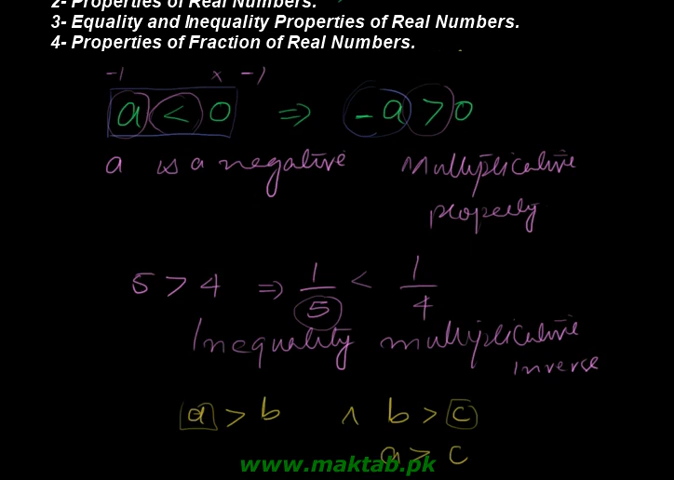 2- Properties of Real Numbers.
3- Equality and Inequality Properties of Real Numbers.
4- Properties of Fraction of Real Numbers.
-1 x -1
a < 0 ⇒ -a > 0
a is a negative Multiplicative
property
5 > 4 ⇒ 1/5 < 1/4
Inequality multiplicative
inverse
a > b ∧ b > c
a > c
www.maktab.pk